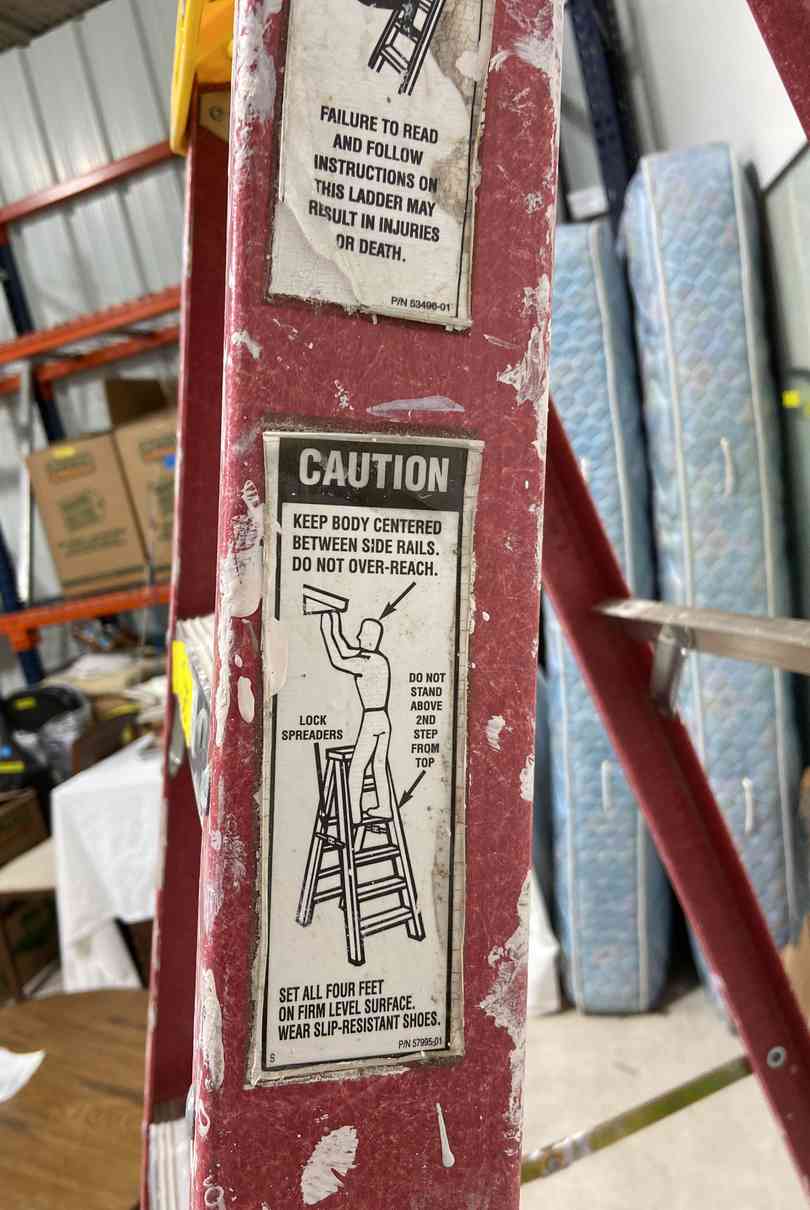 FAILURE TO READ
AND FOLLOW
INSTRUCTIONS ON
THIS LADDER MAY
RESULT IN INJURIES
OR DEATH.
P/N 53496-01
CAUTION
KEEP BODY CENTERED
BETWEEN SIDE RAILS.
DO NOT OVER-REACH.
DO NOT
STAND
ABOVE
2ND
STEP
FROM
TOP
LOCK
SPREADERS
SET ALL FOUR FEET
ON FIRM LEVEL SURFACE.
WEAR SLIP-RESISTANT SHOES.
P/N 57995-01
S